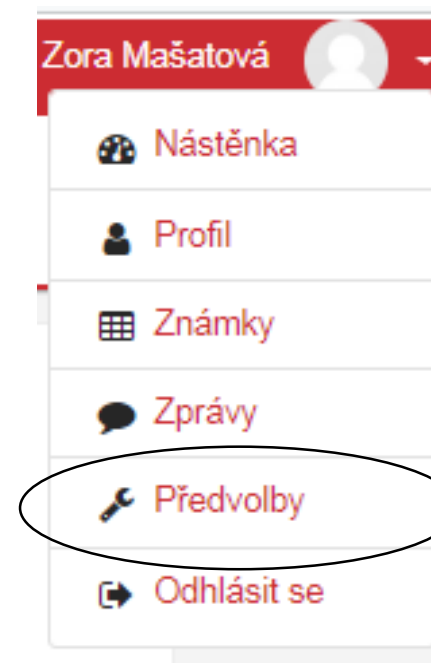 Zora Mašatová
Nástěnka
Profil
Známky
Zprávy
Předvolby
Odhlásit se